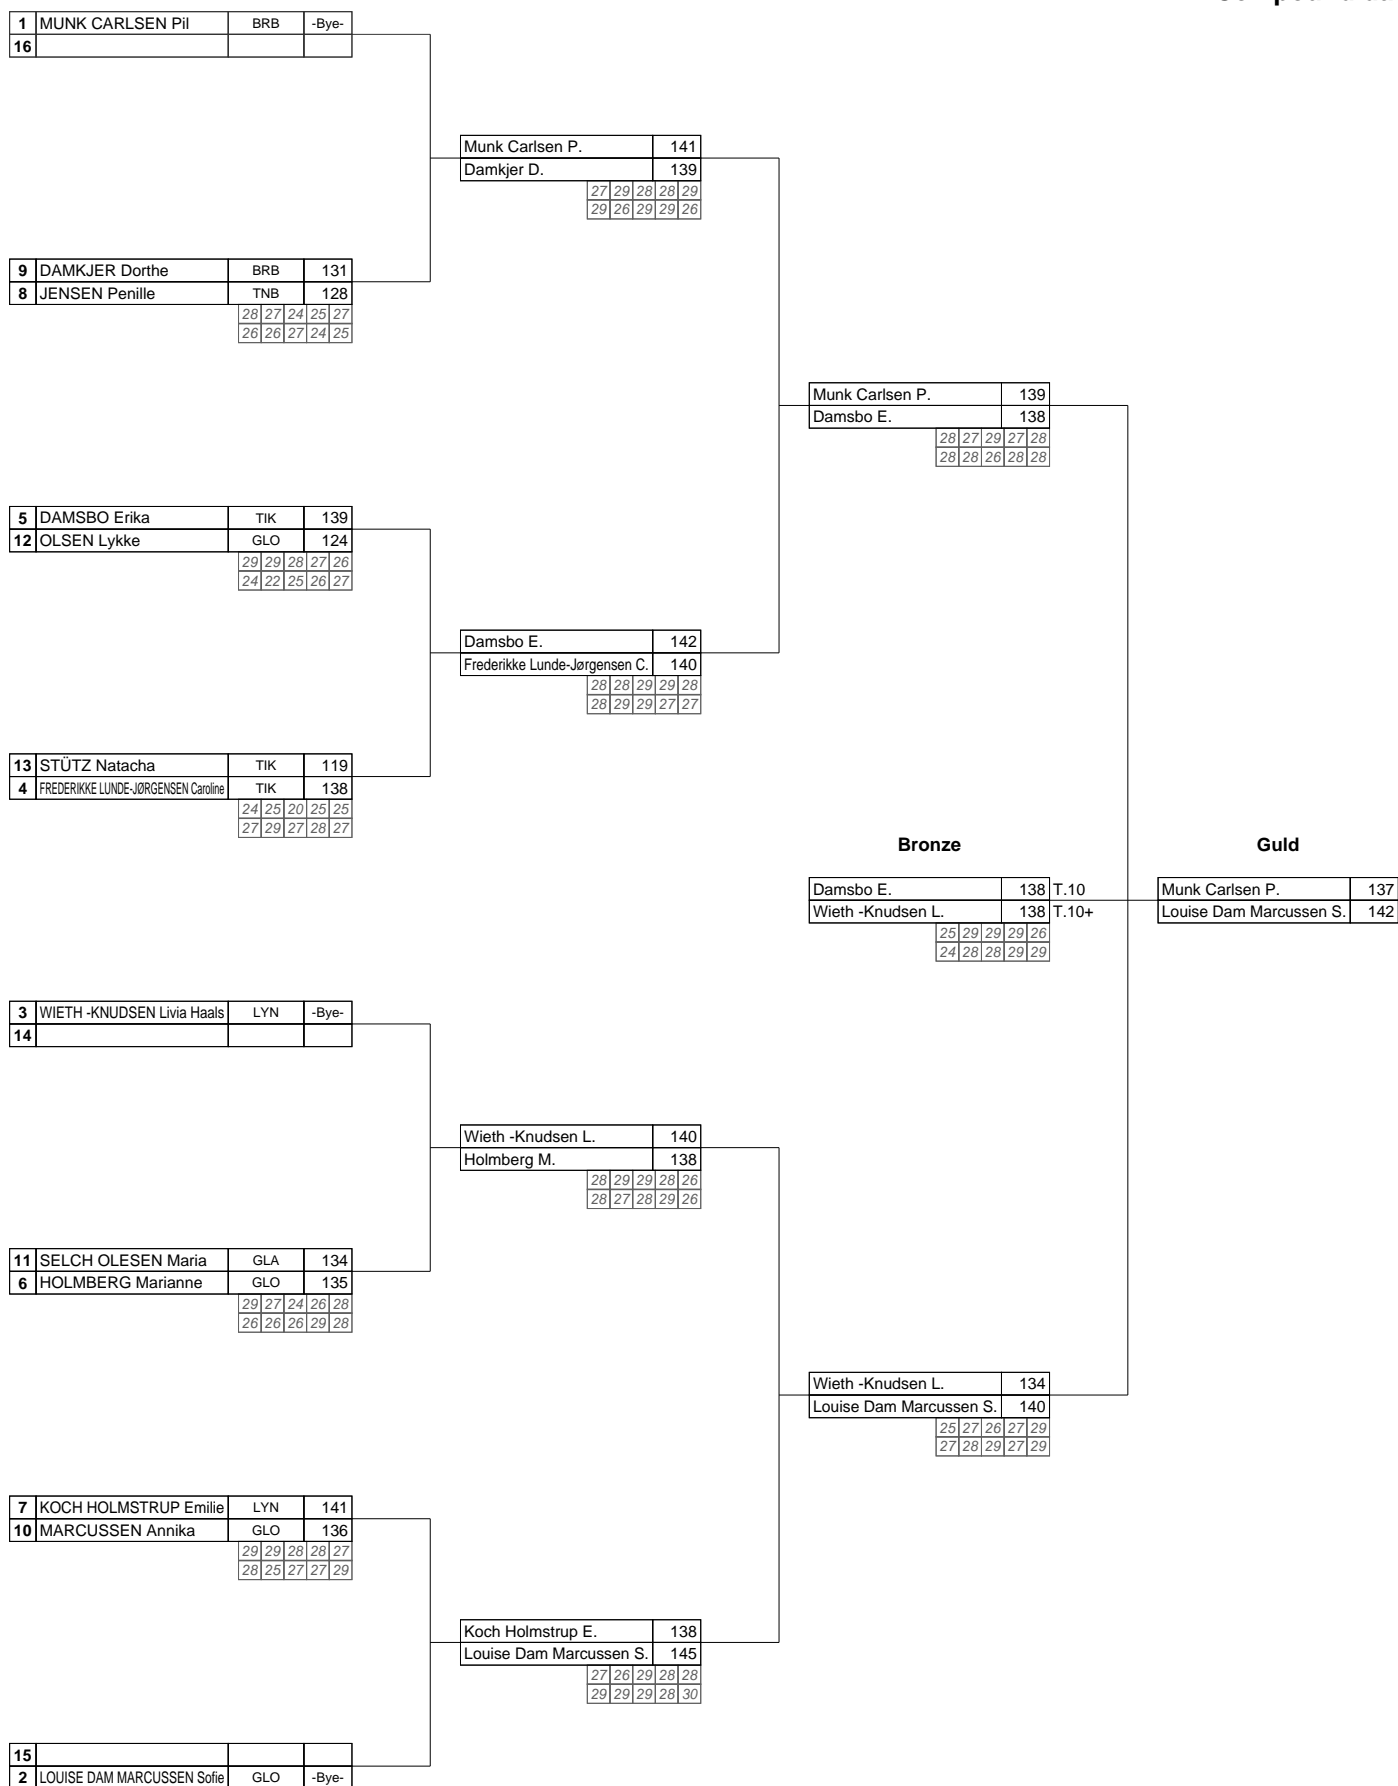 1 MUNK CARLSEN Pil BRB -Bye-
16
Munk Carlsen P. 141
Damkjer D. 139
27 29 28 28 29
29 26 29 29 26
9 DAMKJER Dorthe BRB 131
8 JENSEN Penille TNB 128
28 27 24 25 27
26 26 27 24 25
Munk Carlsen P. 139
Damsbo E. 138
28 27 29 27 28
28 28 26 28 28
5 DAMSBO Erika TIK 139
12 OLSEN Lykke GLO 124
29 29 28 27 26
24 22 25 26 27
Damsbo E. 142
Frederikke Lunde-Jørgensen C. 140
28 28 29 29 28
28 29 29 27 27
13 STÜTZ Natacha TIK 119
4 FREDERIKKE LUNDE-JØRGENSEN Caroline TIK 138
24 25 20 25 25
27 29 27 28 27
Bronze Guld
Damsbo E. 138 T.10 Munk Carlsen P. 137
Wieth -Knudsen L. 138 T.10+ Louise Dam Marcussen S. 142
25 29 29 29 26
24 28 28 29 29
3 WIETH -KNUDSEN Livia Haals LYN -Bye-
14
Wieth -Knudsen L. 140
Holmberg M. 138
28 29 29 28 26
28 27 28 29 26
11 SELCH OLESEN Maria GLA 134
6 HOLMBERG Marianne GLO 135
29 27 24 26 28
26 26 26 29 28
Wieth -Knudsen L. 134
Louise Dam Marcussen S. 140
25 27 26 27 29
27 28 29 27 29
7 KOCH HOLMSTRUP Emilie LYN 141
10 MARCUSSEN Annika GLO 136
29 29 28 28 27
28 25 27 27 29
Koch Holmstrup E. 138
Louise Dam Marcussen S. 145
27 26 29 28 28
29 29 29 28 30
15
2 LOUISE DAM MARCUSSEN Sofie GLO -Bye-